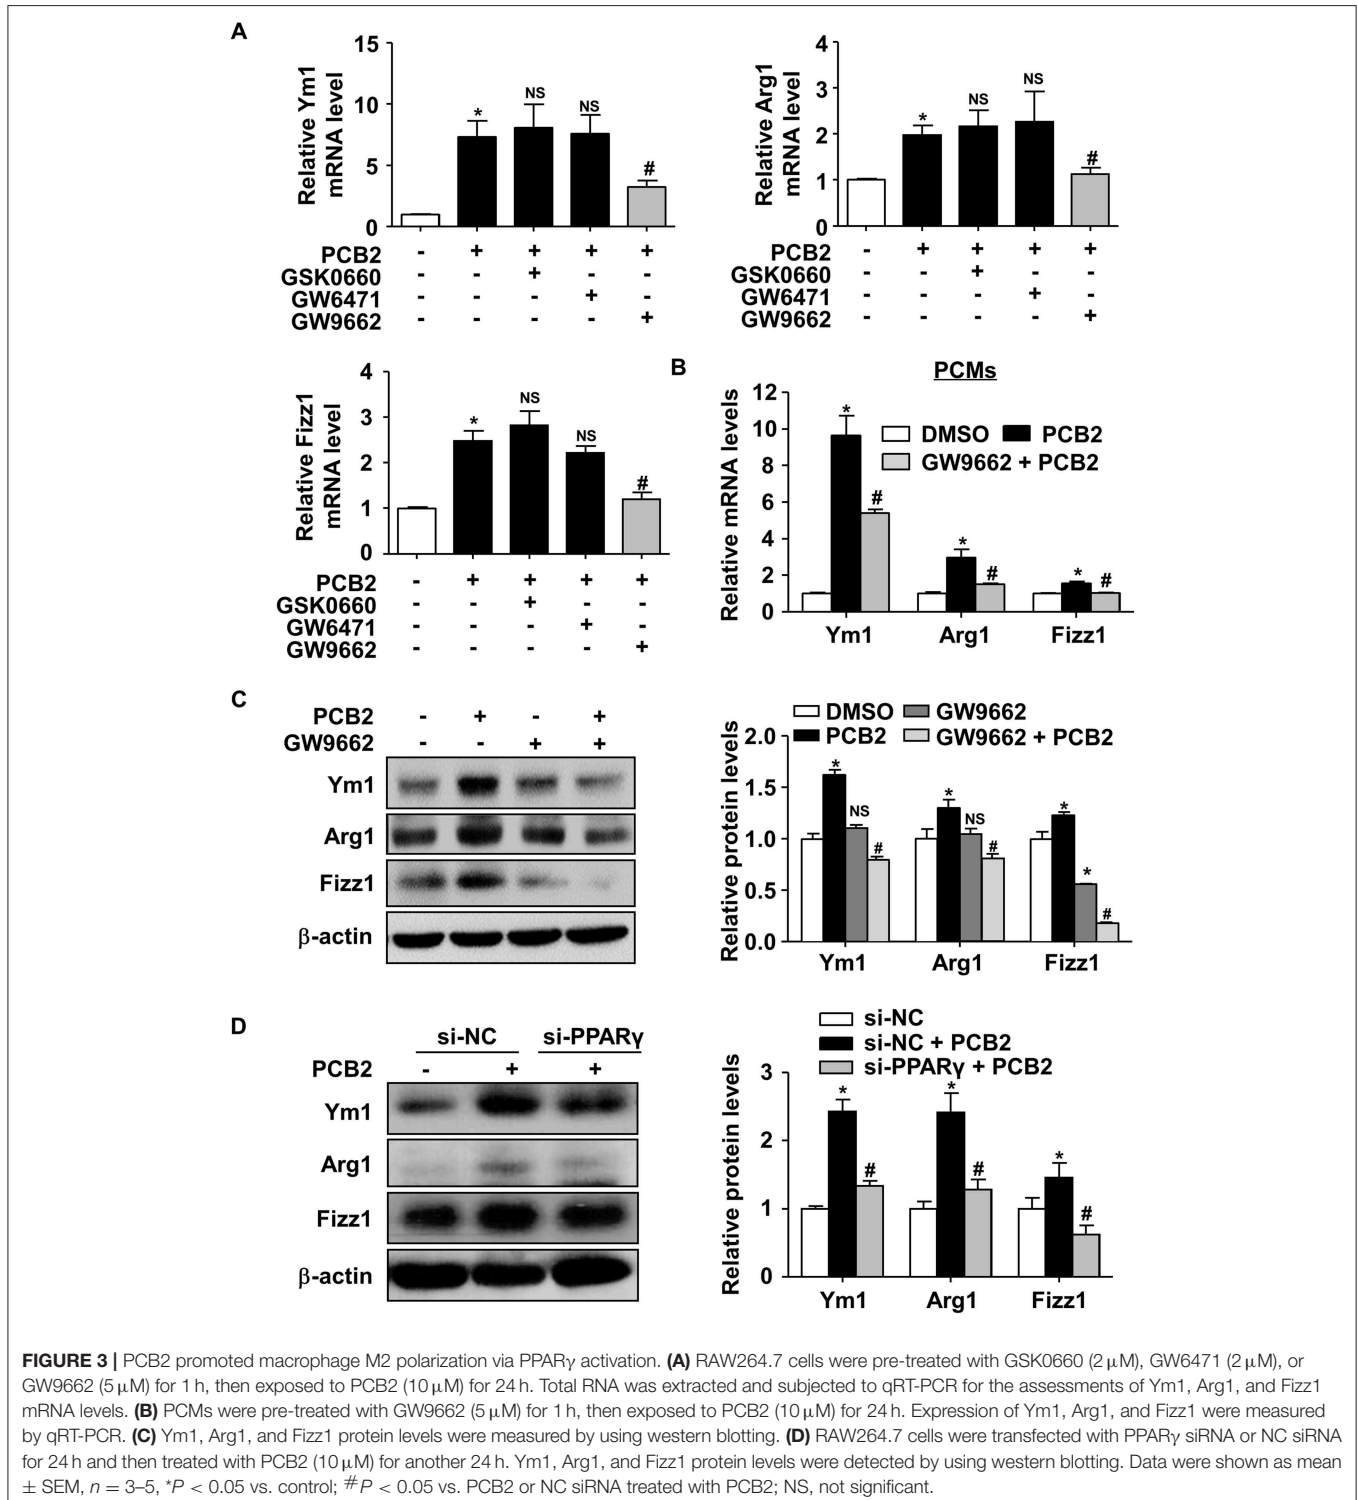 A
Relative Ym1
mRNA level
15
10
5
0
*
NS
NS
#
PCB2 - + + + +
GSK0660 - - + - -
GW6471 - - - + -
GW9662 - - - - +
Relative Arg1
mRNA level
4
3
2
1
0
*
NS
NS
#
PCB2 - + + + +
GSK0660 - - + - -
GW6471 - - - + -
GW9662 - - - - +
Relative Fizz1
mRNA level
4
3
2
1
0
*
NS
NS
#
PCB2 - + + + +
GSK0660 - - + - -
GW6471 - - - + -
GW9662 - - - - +
B
PCMs
Relative mRNA levels
12
10
8
6
4
2
0
DMSO PCB2
GW9662 + PCB2
* # * # * #
Ym1 Arg1 Fizz1
C
PCB2 - + - +
GW9662 - - + +
Ym1
Arg1
Fizz1
β-actin
DMSO GW9662
PCB2 GW9662 + PCB2
Relative protein levels
2.0
1.5
1.0
0.5
0.0
* NS # * NS # * * #
Ym1 Arg1 Fizz1
D
si-NC si-PPARγ
PCB2 - + +
Ym1
Arg1
Fizz1
β-actin
si-NC
si-NC + PCB2
si-PPARγ + PCB2
Relative protein levels
3
2
1
0
* # * # * #
Ym1 Arg1 Fizz1
FIGURE 3 | PCB2 promoted macrophage M2 polarization via PPARγ activation. (A) RAW264.7 cells were pre-treated with GSK0660 (2 μM), GW6471 (2 μM), or
GW9662 (5 μM) for 1 h, then exposed to PCB2 (10 μM) for 24 h. Total RNA was extracted and subjected to qRT-PCR for the assessments of Ym1, Arg1, and Fizz1
mRNA levels. (B) PCMs were pre-treated with GW9662 (5 μM) for 1 h, then exposed to PCB2 (10 μM) for 24 h. Expression of Ym1, Arg1, and Fizz1 were measured
by qRT-PCR. (C) Ym1, Arg1, and Fizz1 protein levels were measured by using western blotting. (D) RAW264.7 cells were transfected with PPARγ siRNA or NC siRNA
for 24 h and then treated with PCB2 (10 μM) for another 24 h. Ym1, Arg1, and Fizz1 protein levels were detected by using western blotting. Data were shown as mean
± SEM, n = 3–5, *P < 0.05 vs. control; #P < 0.05 vs. PCB2 or NC siRNA treated with PCB2; NS, not significant.